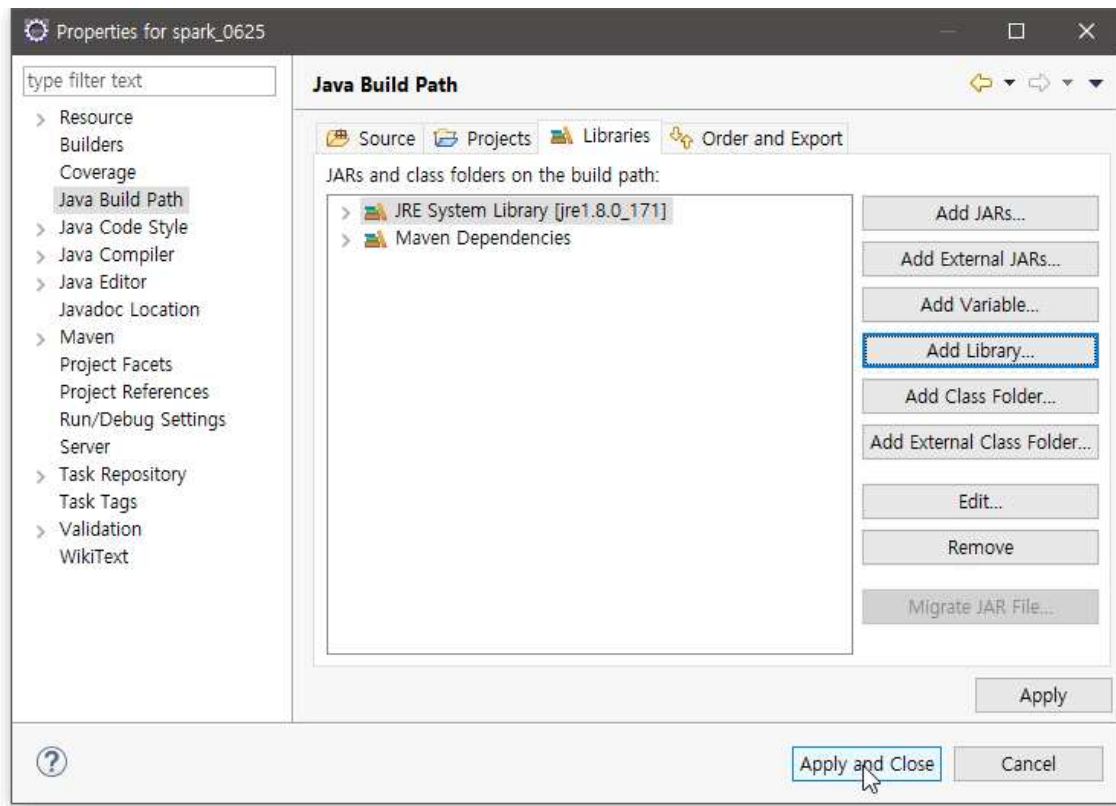 Properties for spark_0625
type filter text
Resource
Builders
Coverage
Java Build Path
Java Code Style
Java Compiler
Java Editor
Javadoc Location
Maven
Project Facets
Project References
Run/Debug Settings
Server
Task Repository
Task Tags
Validation
WikiText
Java Build Path
Source Projects Libraries Order and Export
JARs and class folders on the build path:
JRE System Library [jre1.8.0_171]
Maven Dependencies
Add JARs...
Add External JARs...
Add Variable...
Add Library...
Add Class Folder...
Add External Class Folder...
Edit...
Remove
Migrate JAR File...
Apply
Apply and Close Cancel